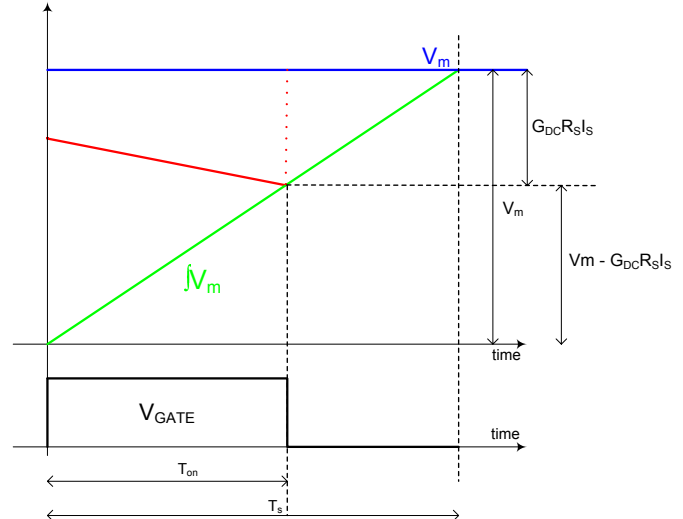 Vm
GDCRSIS
Vm
Vm - GDCRSIS
∫Vm
time
VGATE
time
Ton
Ts